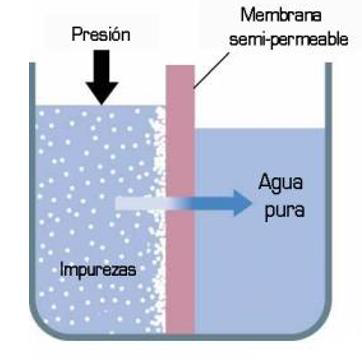 Presión
Membrana
semi-permeable
Agua
pura
Impurezas